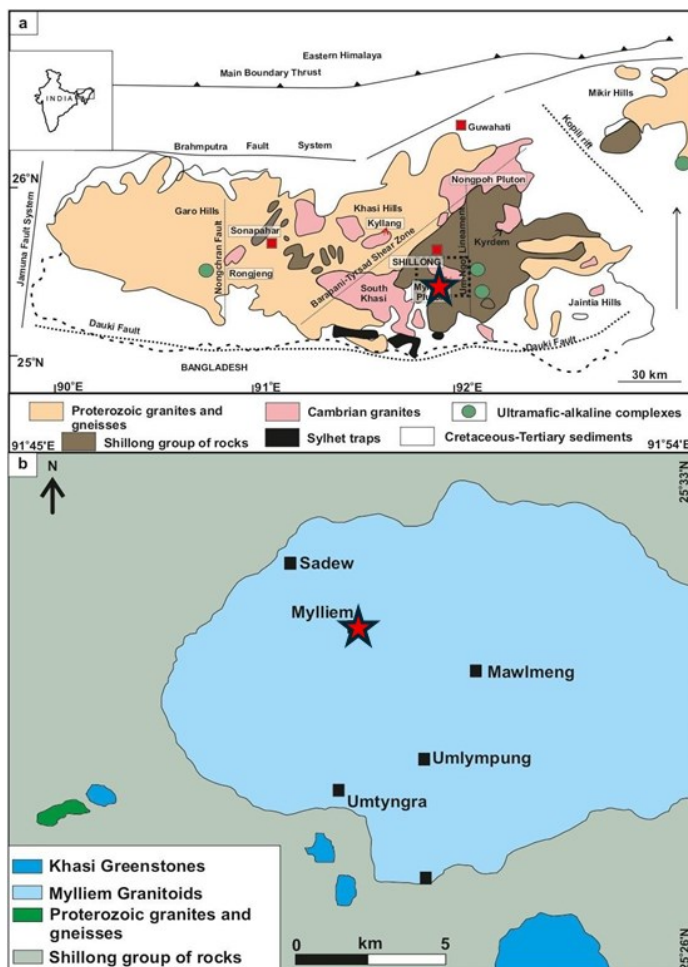 a
Eastern Himalaya
Main Boundary Thrust
INDIA
Mikir Hills
Kopili rift
Guwahati
Brahmputra Fault System
26°N
Nongpoh Pluton
Jamuna Fault System
Garo Hills
Khasi Hills
Kyllang
Sonapahar
Nongchran Fault
Barapani-Tyrsad Shear Zone
Kyrdem
SHILLONG
Rongjeng
South
Khasi
Jaintia Hills
Dauki Fault
Dauki Fault
25°N
BANGLADESH
30 km
90°E
91°E
92°E
Proterozoic granites and
gneisses
Cambrian granites
Ultramafic-alkaline complexes
Shillong group of rocks
Sylhet traps
Cretaceous-Tertiary sediments
91°45'E
91°54'E
b
N
25°33'N
Sadew
Mylliem
Mawlmeng
Umlympung
Umtyngra
Khasi Greenstones
Mylliem Granitoids
Proterozoic granites and
gneisses
Shillong group of rocks
0 km 5
25°26'N